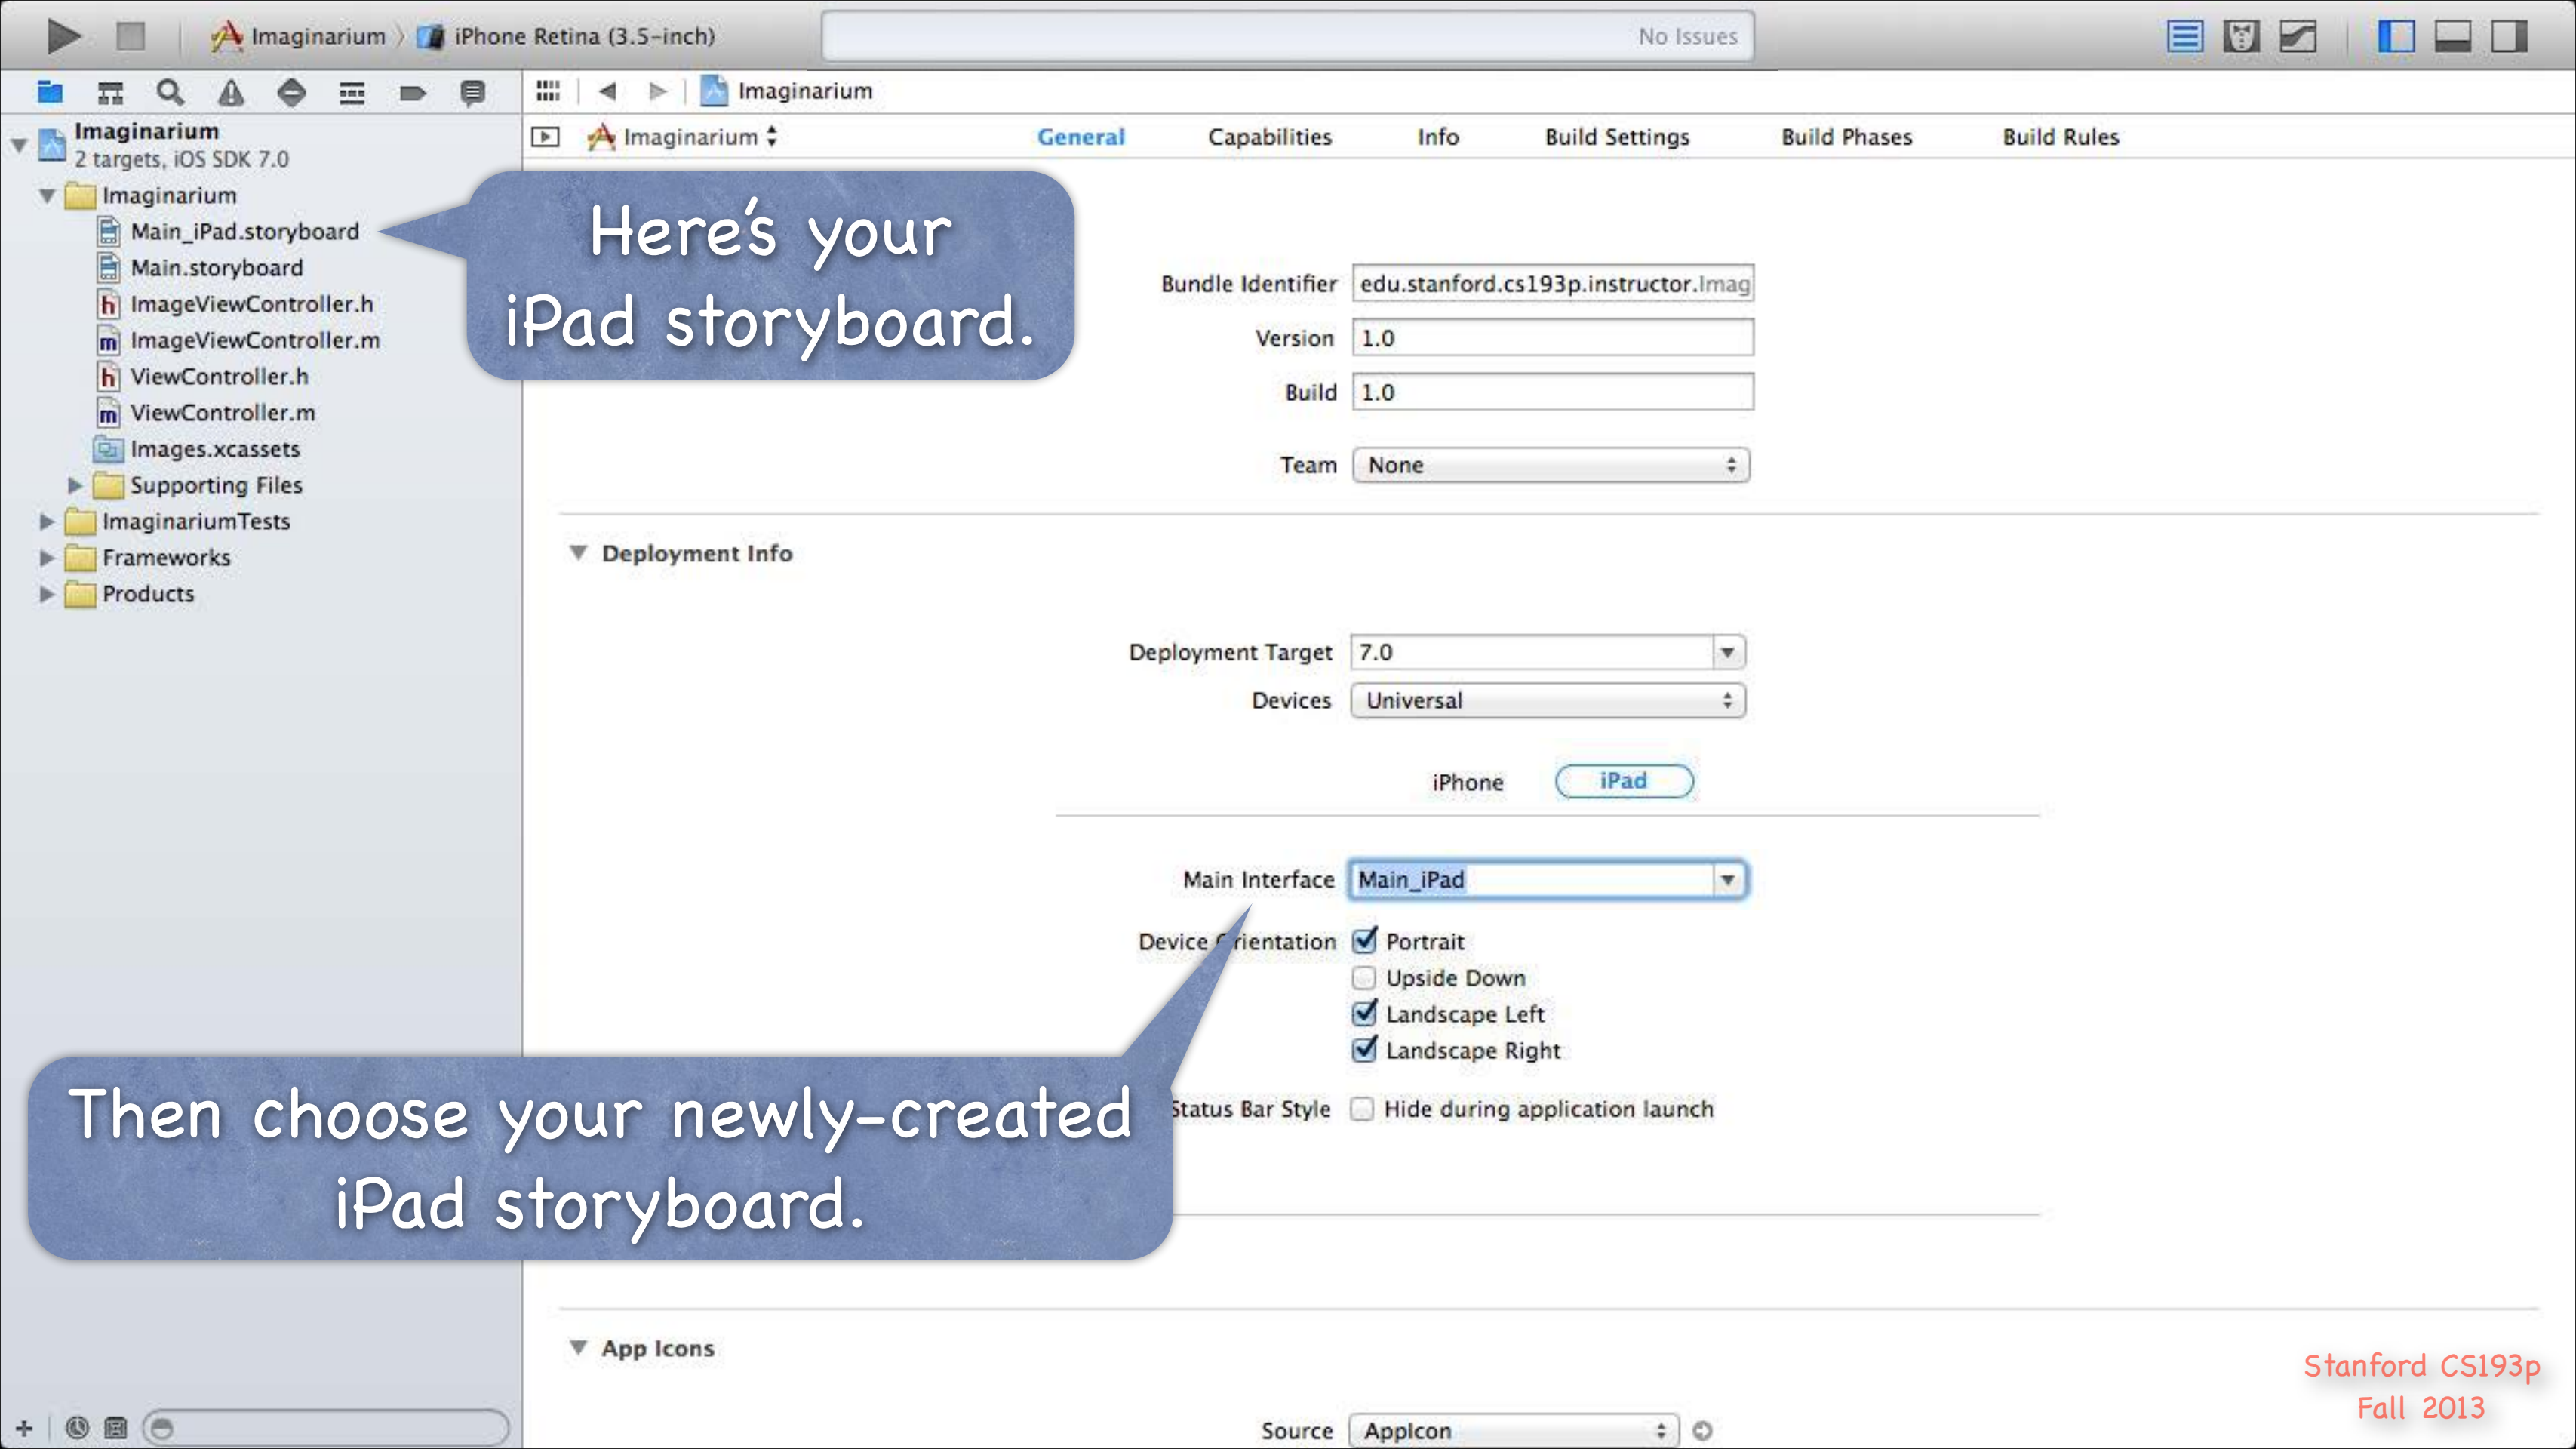 Imaginarium
iPhone Retina (3.5-inch)
No Issues
Imaginarium
2 targets, iOS SDK 7.0
Imaginarium
Main_iPad.storyboard
Main.storyboard
ImageViewController.h
ImageViewController.m
ViewController.h
ViewController.m
Images.xcassets
Supporting Files
ImaginariumTests
Frameworks
Products
Imaginarium
Imaginarium
General Capabilities Info Build Settings Build Phases Build Rules
Here's your
iPad storyboard.
Bundle Identifier edu.stanford.cs193p.instructor.Imag
Version 1.0
Build 1.0
Team None
Deployment Info
Deployment Target 7.0
Devices Universal
iPhone iPad
Main Interface Main_iPad
Device Orientation Portrait
Upside Down
Landscape Left
Landscape Right
Status Bar Style Hide during application launch
Then choose your newly-created
iPad storyboard.
App Icons
Source AppIcon
Stanford CS193p
Fall 2013